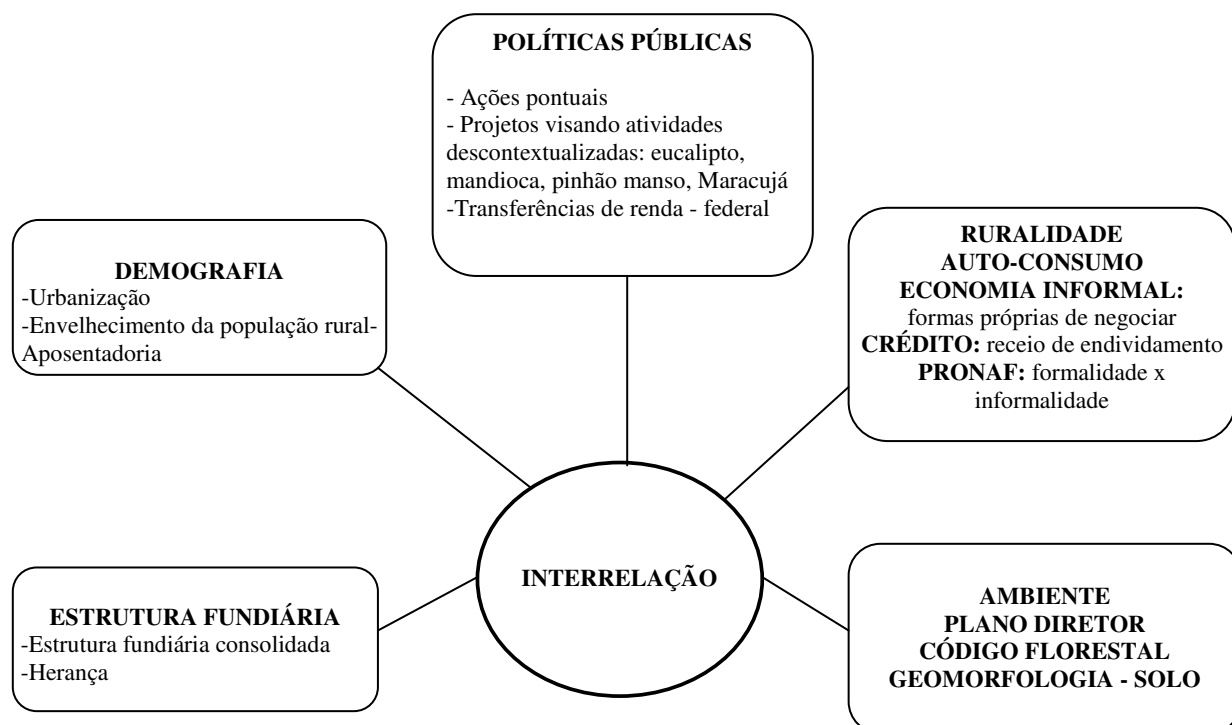 POLÍTICAS PÚBLICAS
- Ações pontuais
- Projetos visando atividades
descontextualizadas: eucalipto,
mandioca, pinhão manso, Maracujá
-Transferências de renda - federal
DEMOGRAFIA
-Urbanização
-Envelhecimento da população rural-
Aposentadoria
RURALIDADE
AUTO-CONSUMO
ECONOMIA INFORMAL:
formas próprias de negociar
CRÉDITO: receio de endividamento
PRONAF: formalidade x
informalidade
INTERRELAÇÃO
ESTRUTURA FUNDIÁRIA
-Estrutura fundiária consolidada
-Herança
AMBIENTE
PLANO DIRETOR
CÓDIGO FLORESTAL
GEOMORFOLOGIA - SOLO